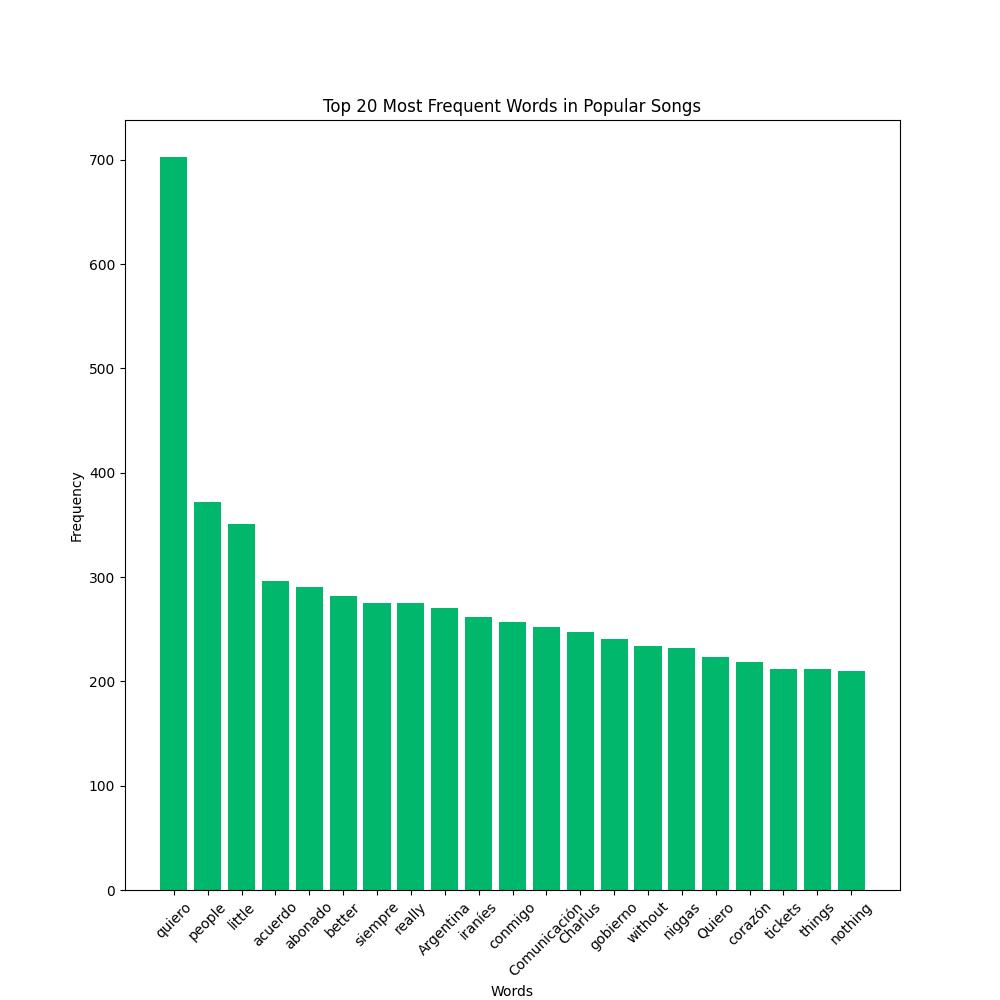 Top 20 Most Frequent Words in Popular Songs
Frequency
700
600
500
400
300
200
100
0
quiero
people
little
acuerdo
abonado
better
siempre
really
Argentina
iraníes
conmigo
Comunicación
Charlus
gobierno
without
niggas
Quiero
corazón
tickets
things
nothing
Words